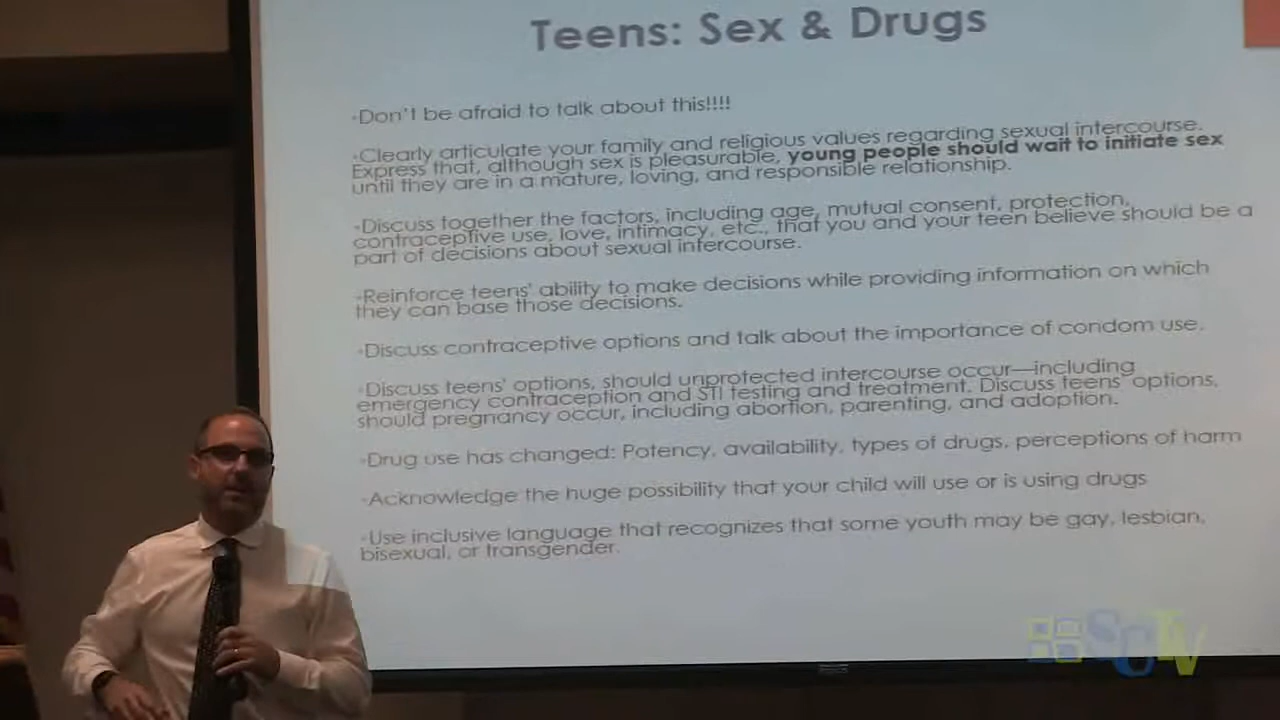 Teens: Sex & Drugs
•Don't be afraid to talk about this!!!!
•Clearly articulate your family and religious values regarding sexual intercourse.
Express that, although sex is pleasurable, young people should wait to initiate sex
until they are in a mature, loving, and responsible relationship.
•Discuss together the factors, including age, mutual consent, protection,
contraceptive use, love, intimacy, etc., that you and your teen believe should be a
part of decisions about sexual intercourse.
•Reinforce teens' ability to make decisions while providing information on which
they can base those decisions.
•Discuss contraceptive options and talk about the importance of condom use.
•Discuss teens' options, should unprotected intercourse occur—including
emergency contraception and STI testing and treatment. Discuss teens' options,
should pregnancy occur, including abortion, parenting, and adoption.
•Drug use has changed: Potency, availability, types of drugs, perceptions of harm
•Acknowledge the huge possibility that your child will use or is using drugs
•Use inclusive language that recognizes that some youth may be gay, lesbian,
bisexual, or transgender.
SCTV